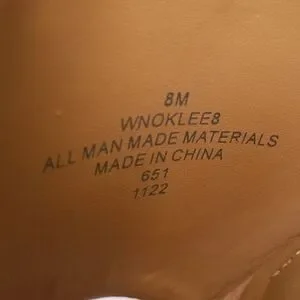 8M
WNOKLEE8
ALL MAN MADE MATERIALS
MADE IN CHINA
651
1122